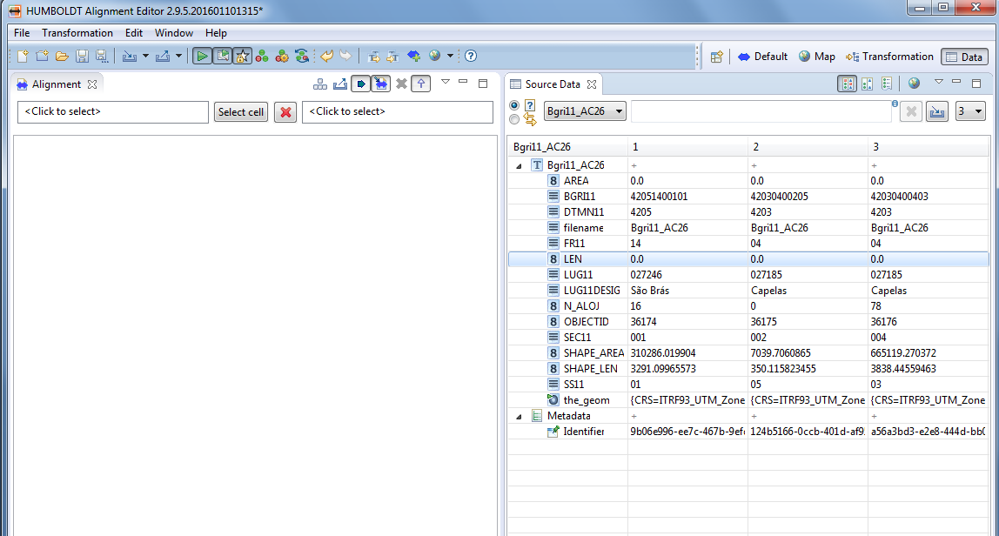 HUMBOLDT Alignment Editor 2.9.5.201601101315*
File Transformation Edit Window Help
Default Map Transformation Data
Alignment
Source Data
<Click to select> Select cell <Click to select>
Bgri11_AC26 3
Bgri11_AC26 1 2 3
T Bgri11_AC26 + + +
8 AREA 0.0 0.0 0.0
BGRI11 42051400101 42030400205 42030400403
DTMN11 4205 4203 4203
filename Bgri11_AC26 Bgri11_AC26 Bgri11_AC26
FR11 14 04 04
8 LEN 0.0 0.0 0.0
LUG11 027246 027185 027185
LUG11DESIG São Brás Capelas Capelas
8 N_ALOJ 16 0 78
8 OBJECTID 36174 36175 36176
SEC11 001 002 004
8 SHAPE_AREA 310286.019904 7039.7060865 665119.270372
8 SHAPE_LEN 3291.09965573 350.115823455 3838.44559463
SS11 01 05 03
the_geom {CRS=ITRF93_UTM_Zone {CRS=ITRF93_UTM_Zone {CRS=ITRF93_UTM_Zone
Metadata + + +
Identifier 9b06e996-ee7c-467b-9ef 124b5166-0ccb-401d-af9 a56a3bd3-e2e8-444d-bb0